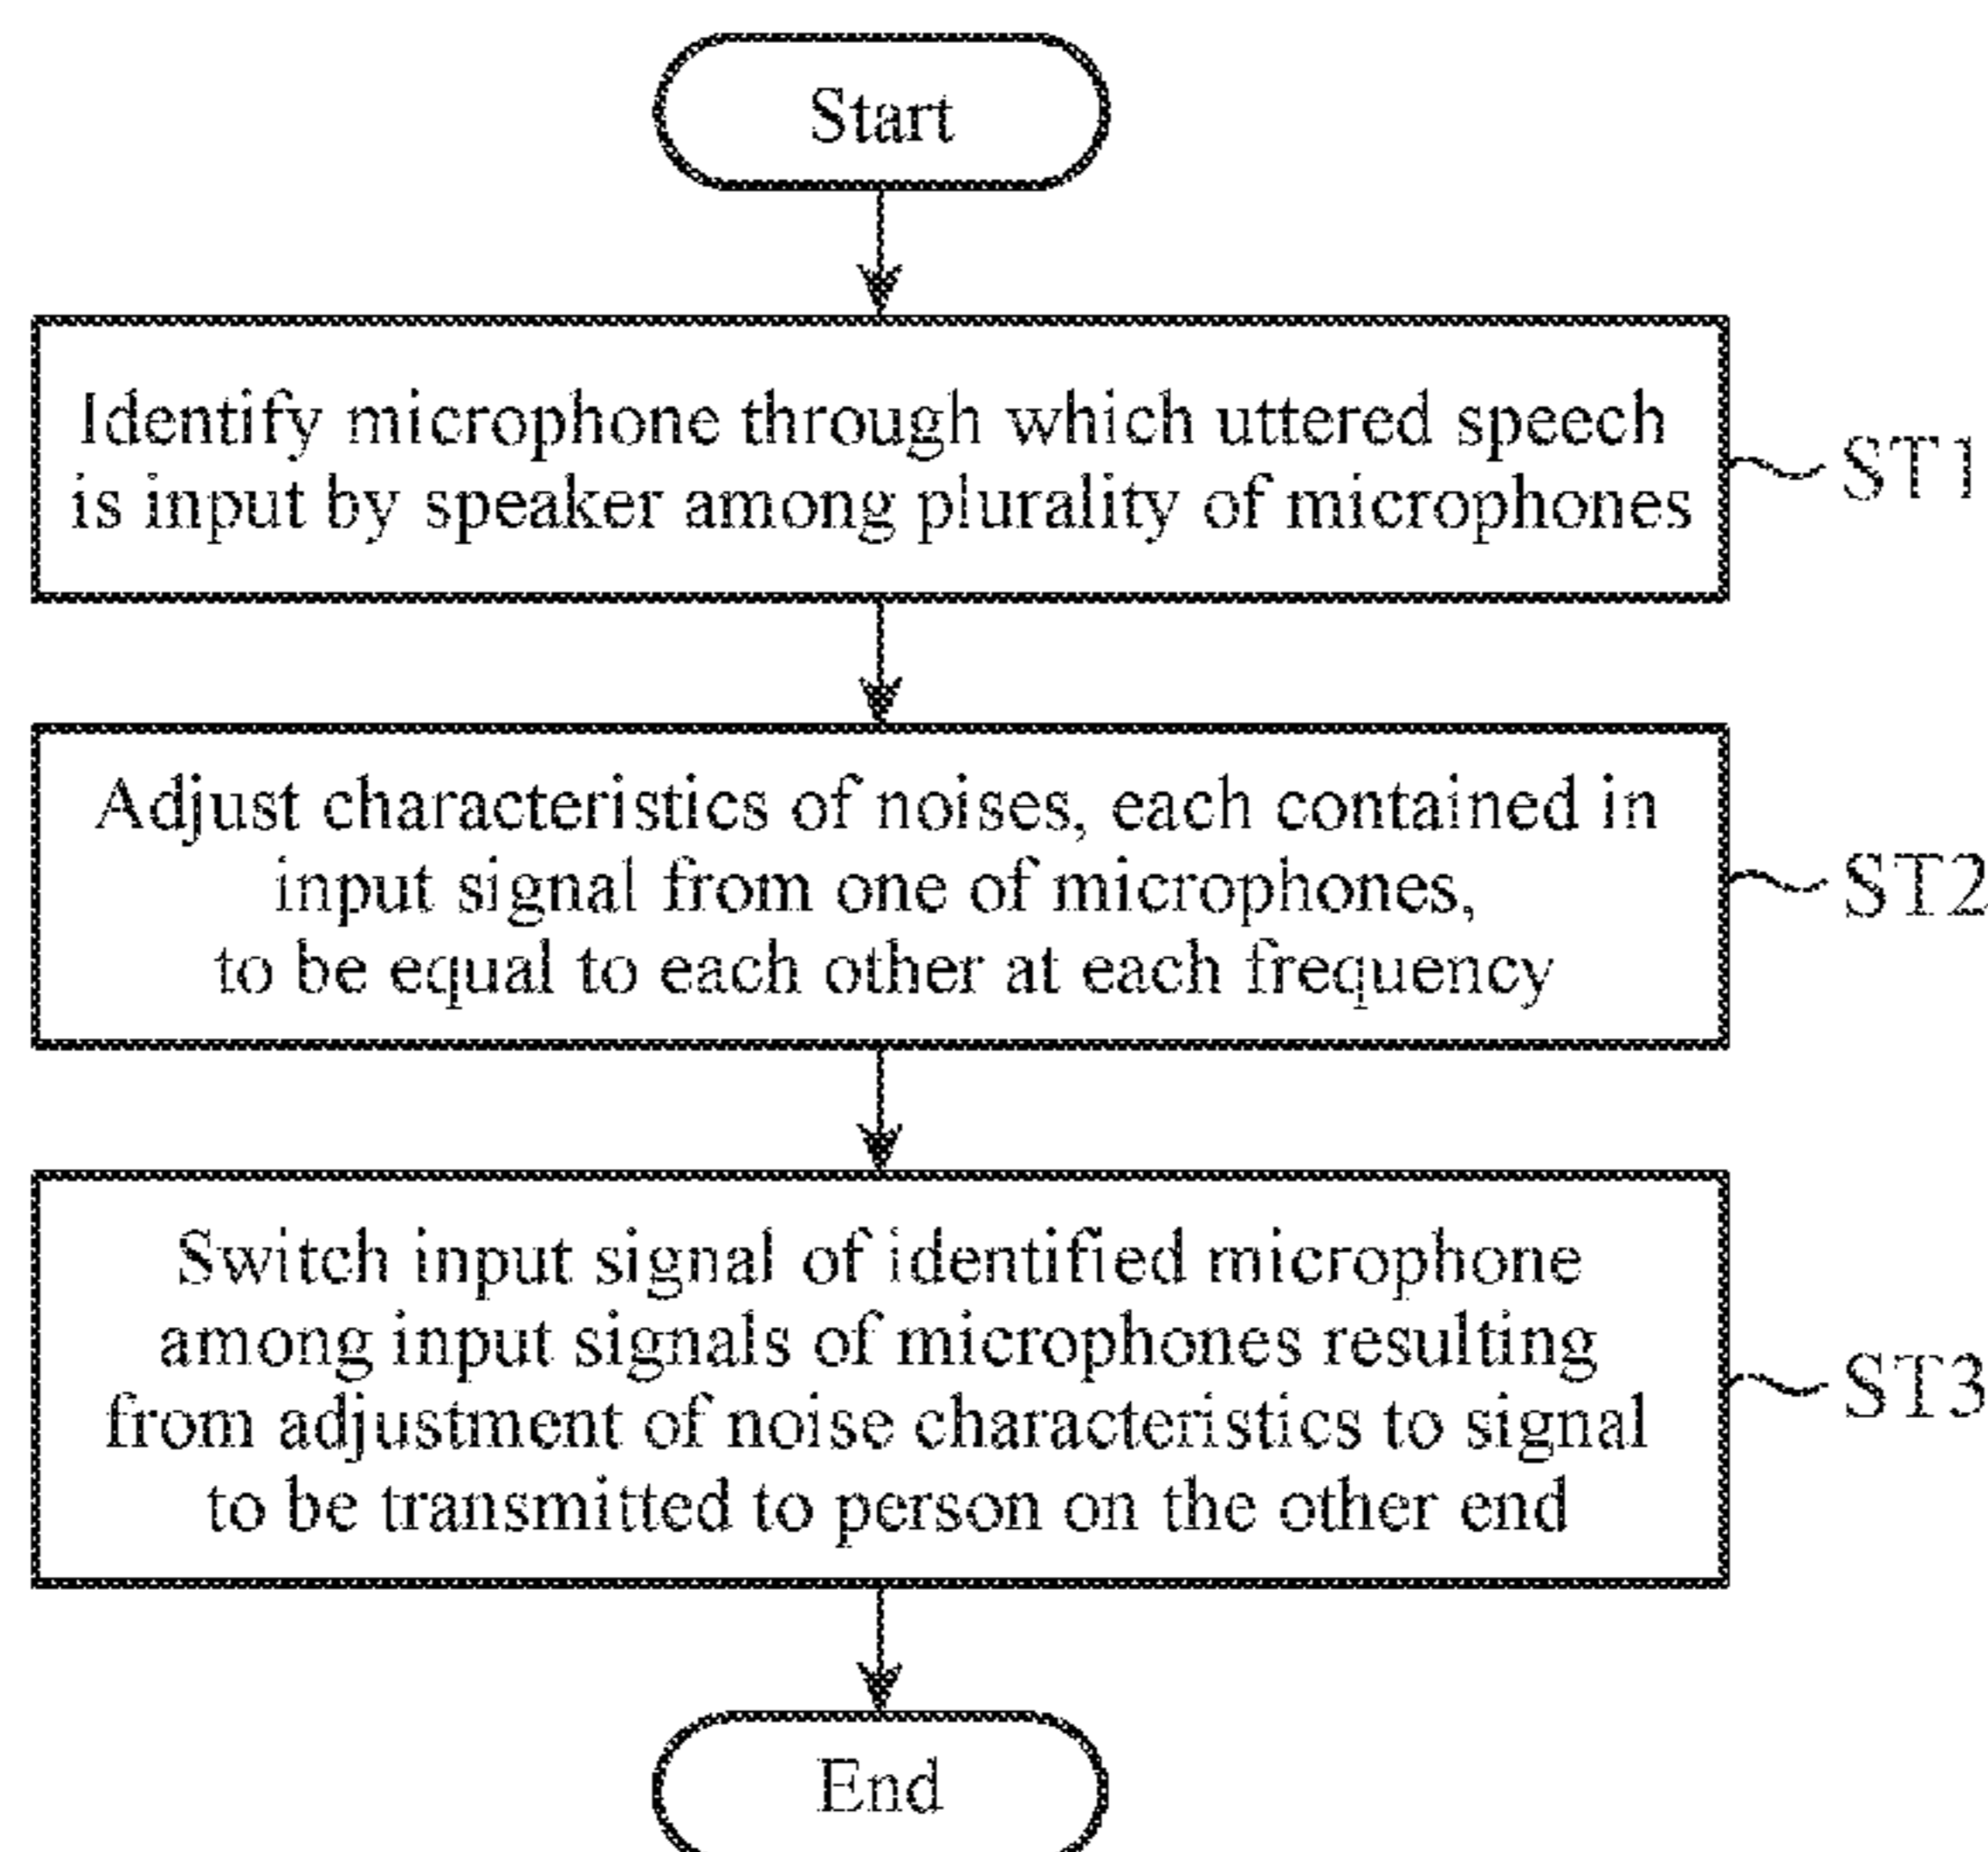 Start
Identify microphone through which uttered speech
is input by speaker among plurality of microphones
ST1
Adjust characteristics of noises, each contained in
input signal from one of microphones,
to be equal to each other at each frequency
ST2
Switch input signal of identified microphone
among input signals of microphones resulting
from adjustment of noise characteristics to signal
to be transmitted to person on the other end
ST3
End